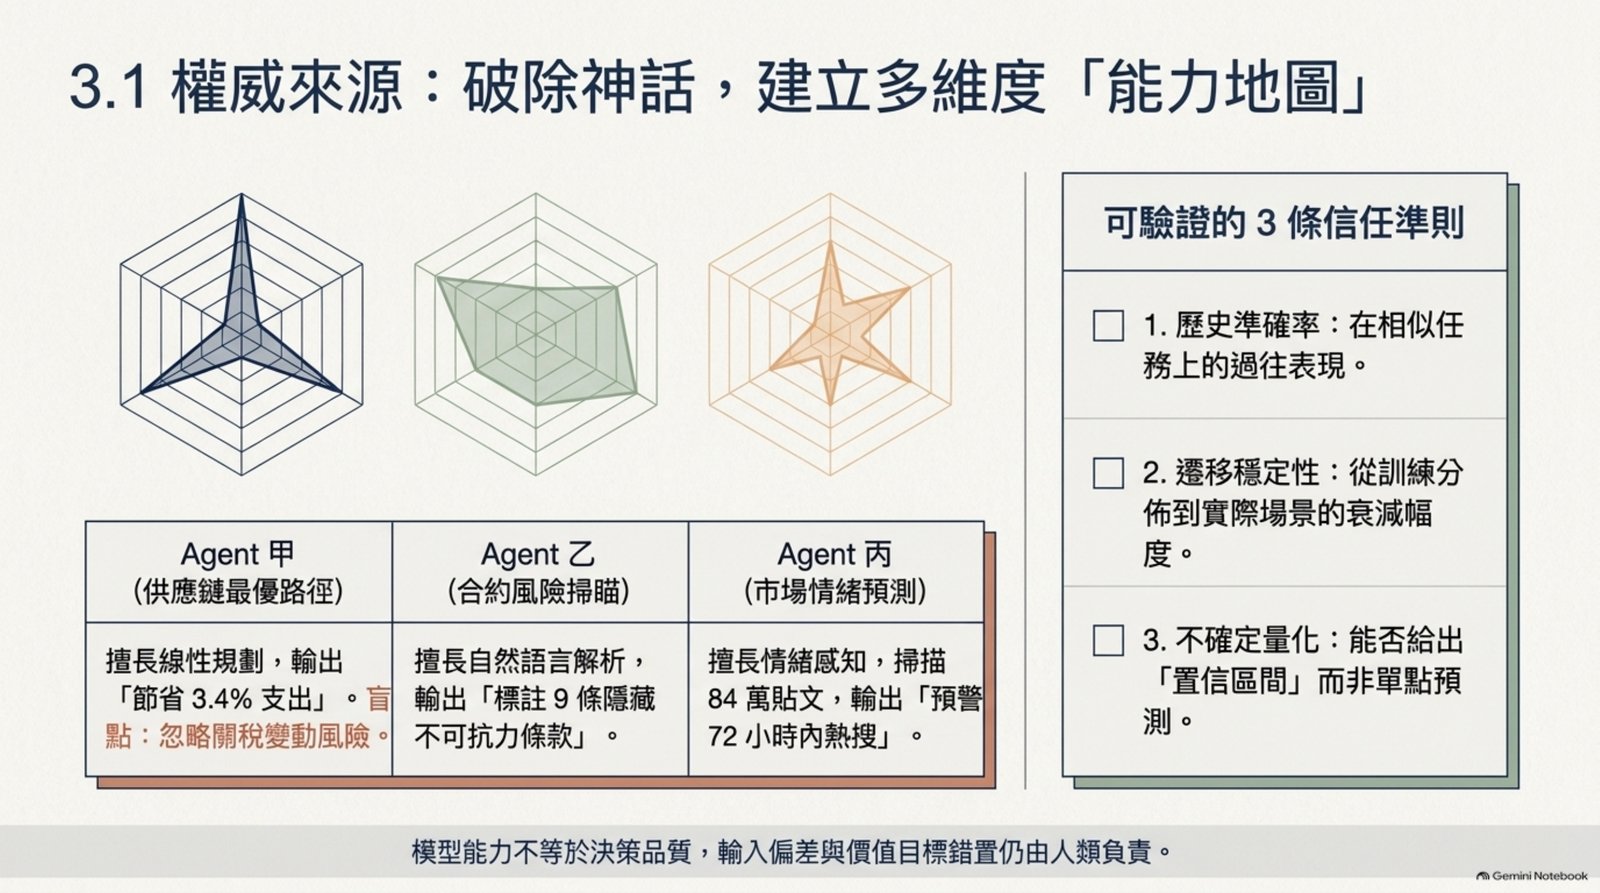 3.1 權威來源：破除神話，建立多維度「能力地圖」
Agent 甲
(供應鏈最優路徑)
擅長線性規劃，輸出
「節省 3.4% 支出」。盲
點：忽略關稅變動風險。
Agent 乙
(合約風險掃瞄)
擅長自然語言解析，
輸出「標註 9 條隱藏
不可抗力條款」。
Agent 丙
(市場情緒預測)
擅長情緒感知，掃描
84 萬貼文，輸出「預警
72 小時內熱搜」。
可驗證的 3 條信任準則
1. 歷史準確率：在相似任
務上的過往表現。
2. 遷移穩定性：從訓練分
佈到實際場景的衰減幅
度。
3. 不確定量化：能否給出
「置信區間」而非單點預
測。
模型能力不等於決策品質，輸入偏差與價值目標錯置仍由人類負責。
Gemini Notebook